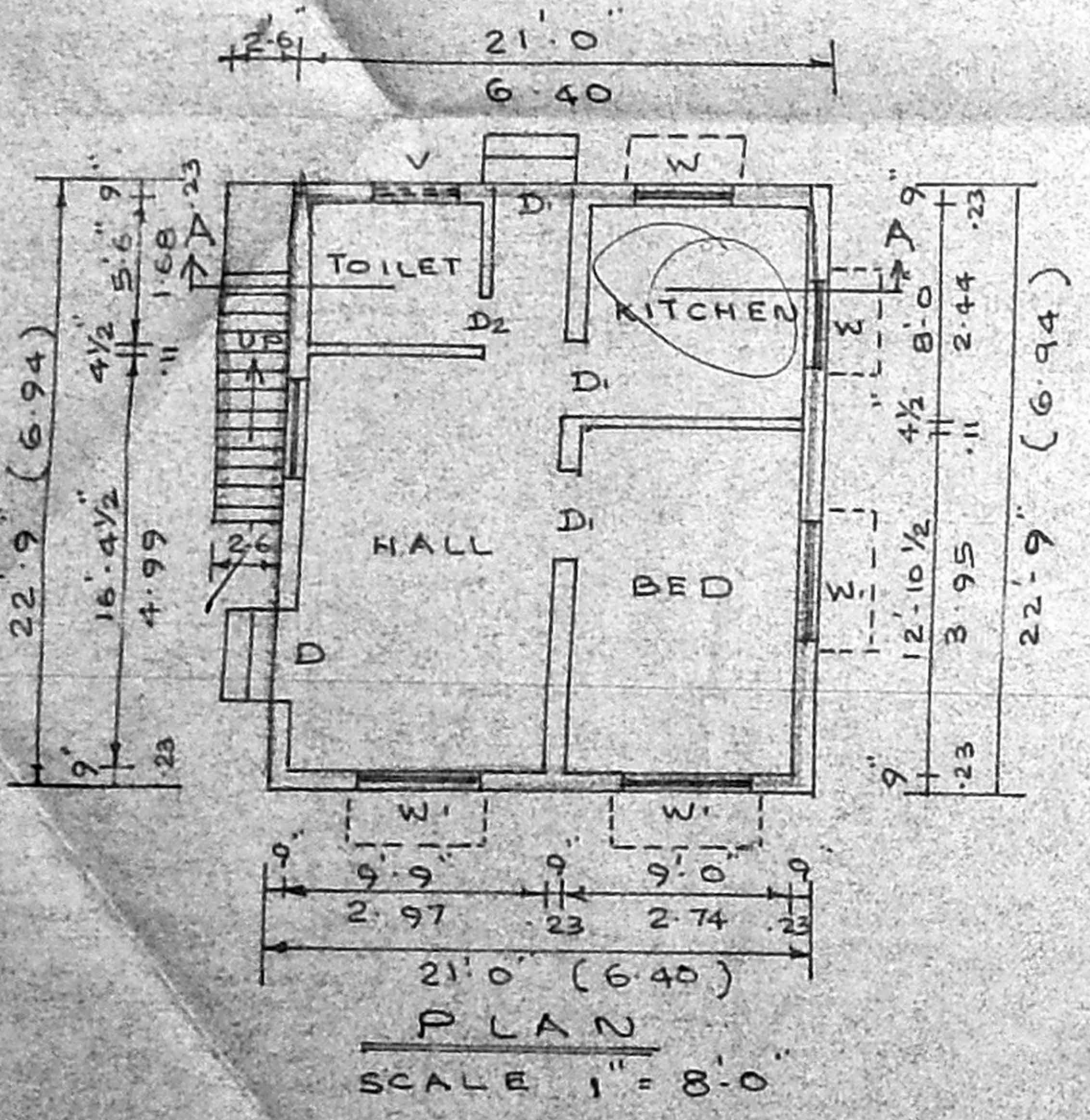 2'.6"
21'.0"
6.40
V
D1
W
9"
.23
5'.6"
1.68
A
TOILET
KITCHEN
A
9"
.23
8'.0
2.44
W
D2
UP
4½"
.11
D1
4½"
.11
22'.9" (6.94)
16'.4½"
4.99
2'6
HALL
D1
BED
W1
12'.10½
3.95
22'.9" (6.94)
D
9"
.23
9"
.23
W1
W1
9"
9'.9"
9"
9'.0"
9"
2.97
.23
2.74
.23
21'.0" (6.40)
PLAN
SCALE 1" = 8'.0"